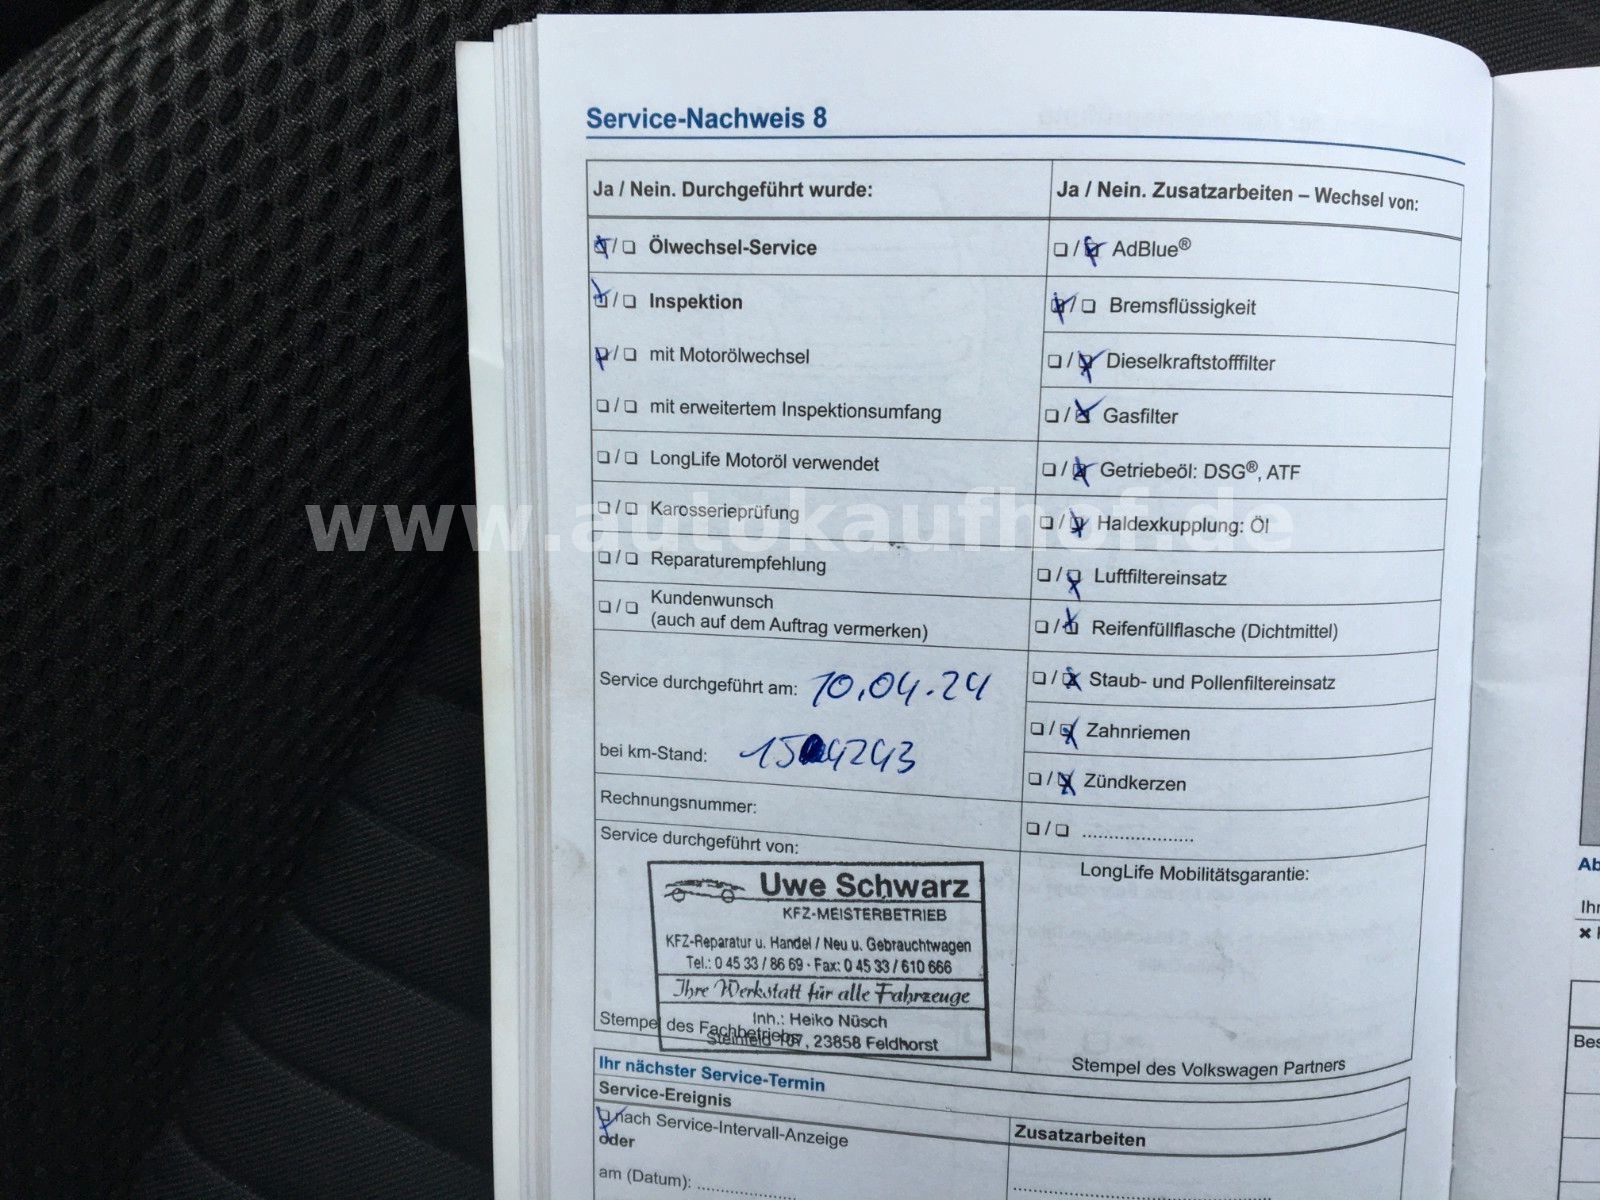 Service-Nachweis 8
Ja / Nein. Durchgeführt wurde:
❏ / ❏ Ölwechsel-Service
❏ / ❏ Inspektion
❏ / ❏ mit Motorölwechsel
❏ / ❏ mit erweitertem Inspektionsumfang
❏ / ❏ LongLife Motoröl verwendet
❏ / ❏ Karosserieprüfung
❏ / ❏ Reparaturempfehlung
❏ / ❏ Kundenwunsch
(auch auf dem Auftrag vermerken)
Service durchgeführt am: 10.04.24
bei km-Stand: 154243
Rechnungsnummer:
Service durchgeführt von:
Uwe Schwarz
KFZ-MEISTERBETRIEB
KFZ-Reparatur u. Handel / Neu u. Gebrauchtwagen
Tel.: 0 45 33 / 86 69 · Fax: 0 45 33 / 610 666
Ihre Werkstatt für alle Fahrzeuge
Inh.: Heiko Nüsch
Steinfeld 107, 23858 Feldhorst
Stempel des Fachbetriebs
Ja / Nein. Zusatzarbeiten – Wechsel von:
❏ / ❏ AdBlue®
❏ / ❏ Bremsflüssigkeit
❏ / ❏ Dieselkraftstofffilter
❏ / ❏ Gasfilter
❏ / ❏ Getriebeöl: DSG®, ATF
❏ / ❏ Haldexkupplung: Öl
❏ / ❏ Luftfiltereinsatz
❏ / ❏ Reifenfüllflasche (Dichtmittel)
❏ / ❏ Staub- und Pollenfiltereinsatz
❏ / ❏ Zahnriemen
❏ / ❏ Zündkerzen
❏ / ❏ .....................
LongLife Mobilitätsgarantie:
Stempel des Volkswagen Partners
Ihr nächster Service-Termin
Service-Ereignis
❏ nach Service-Intervall-Anzeige
oder
am (Datum): ....................
Zusatzarbeiten
www.autokaufhof.de
Ab
Ihr
Bes